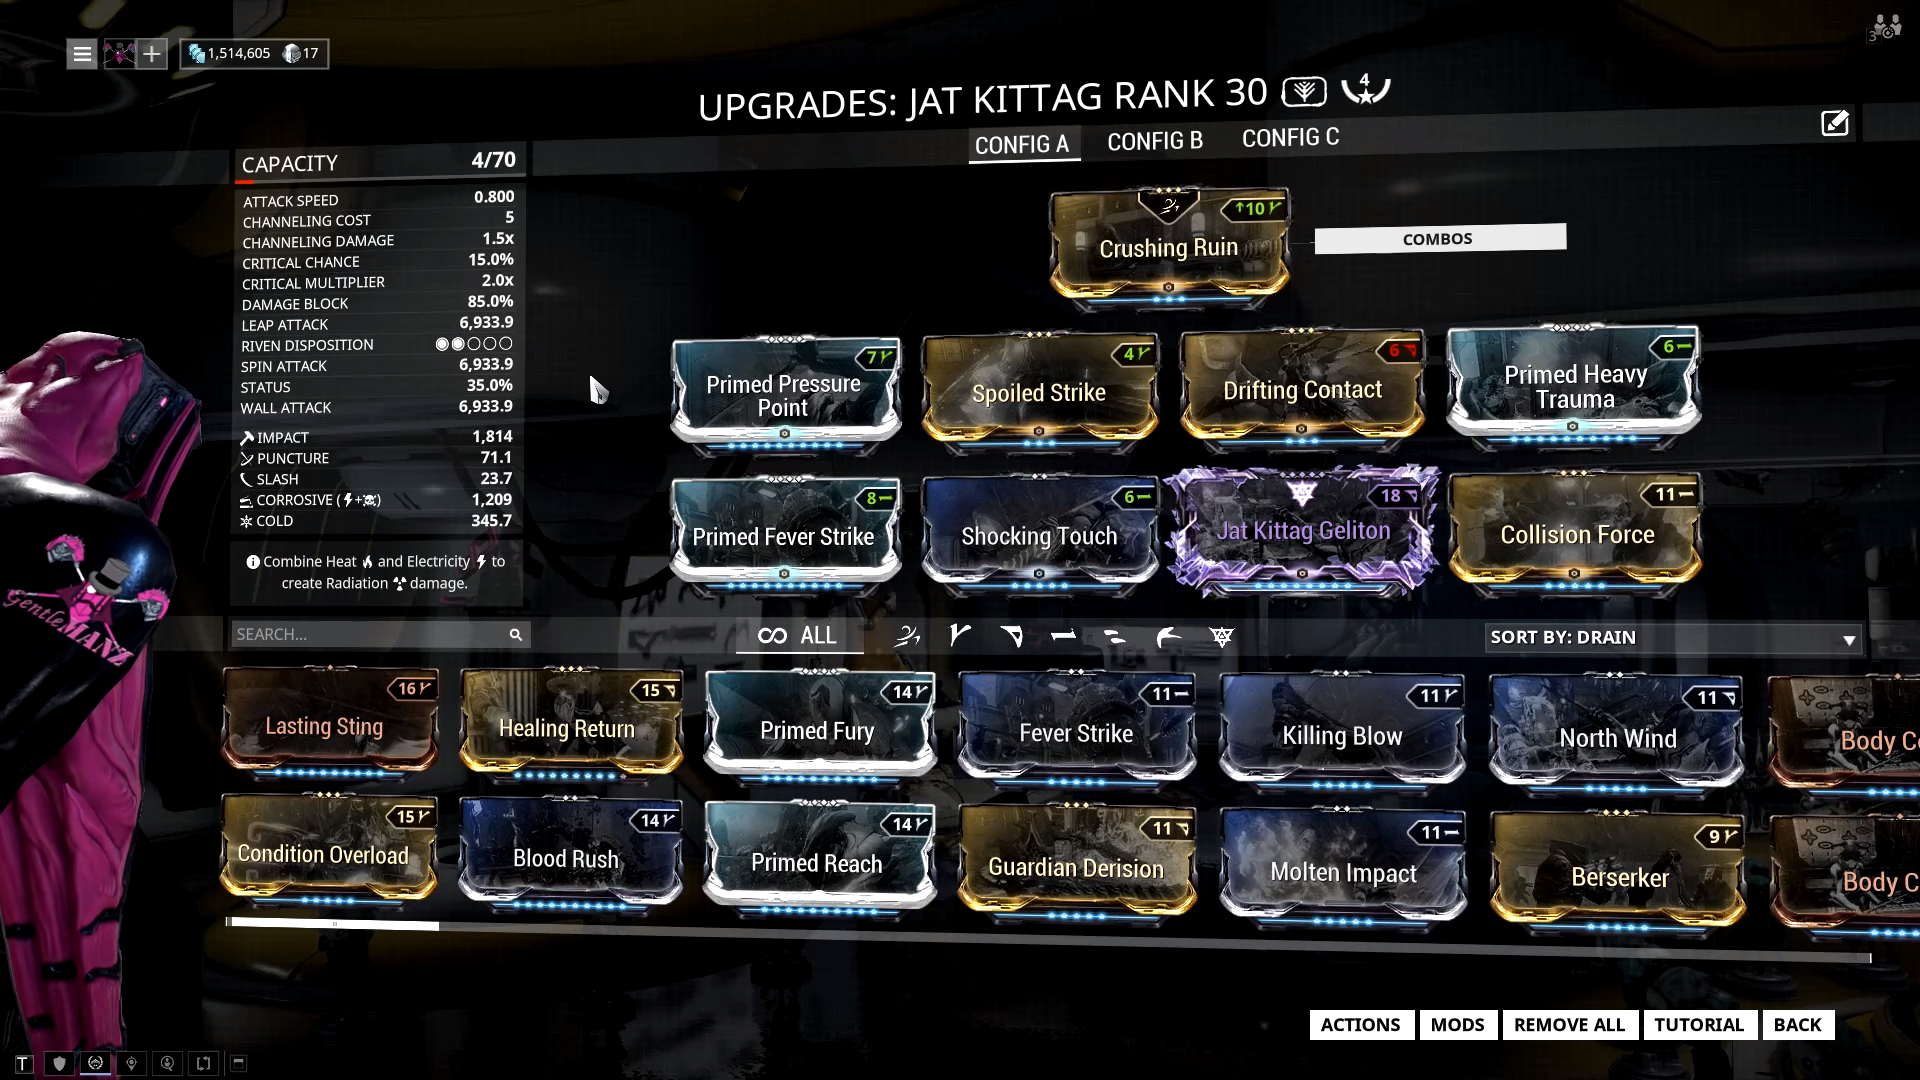 1,514,605 17
3
UPGRADES: JAT KITTAG RANK 30 4
CONFIG A CONFIG B CONFIG C
CAPACITY 4/70
ATTACK SPEED 0.800
CHANNELING COST 5
CHANNELING DAMAGE 1.5x
CRITICAL CHANCE 15.0%
CRITICAL MULTIPLIER 2.0x
DAMAGE BLOCK 85.0%
LEAP ATTACK 6,933.9
RIVEN DISPOSITION
SPIN ATTACK 6,933.9
STATUS 35.0%
WALL ATTACK 6,933.9
IMPACT 1,814
PUNCTURE 71.1
SLASH 23.7
CORROSIVE ( + ) 1,209
COLD 345.7
Combine Heat and Electricity to
create Radiation damage.
10
Crushing Ruin
COMBOS
7
Primed Pressure
Point
4
Spoiled Strike
6
Drifting Contact
6
Primed Heavy
Trauma
8
Primed Fever Strike
6
Shocking Touch
18
Jat Kittag Geliton
11
Collision Force
GentleMANZ
SEARCH...
ALL
SORT BY: DRAIN
16
Lasting Sting
15
Healing Return
14
Primed Fury
11
Fever Strike
11
Killing Blow
11
North Wind
Body C
15
Condition Overload
14
Blood Rush
14
Primed Reach
11
Guardian Derision
11
Molten Impact
9
Berserker
Body C
ACTIONS MODS REMOVE ALL TUTORIAL BACK
T